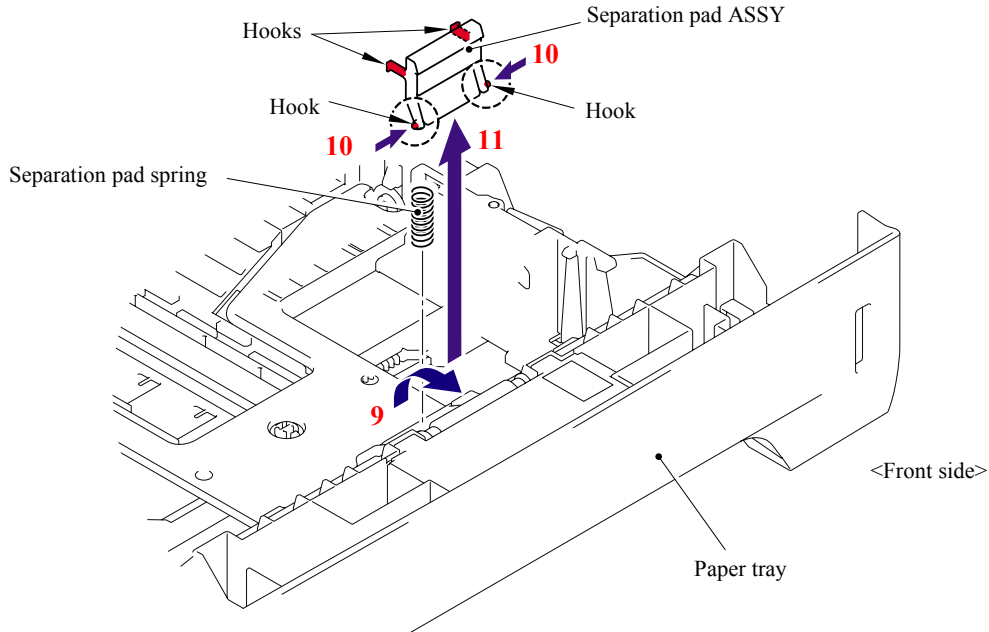 Separation pad ASSY
Hooks
10
Hook
Hook
10
11
Separation pad spring
9
<Front side>
Paper tray